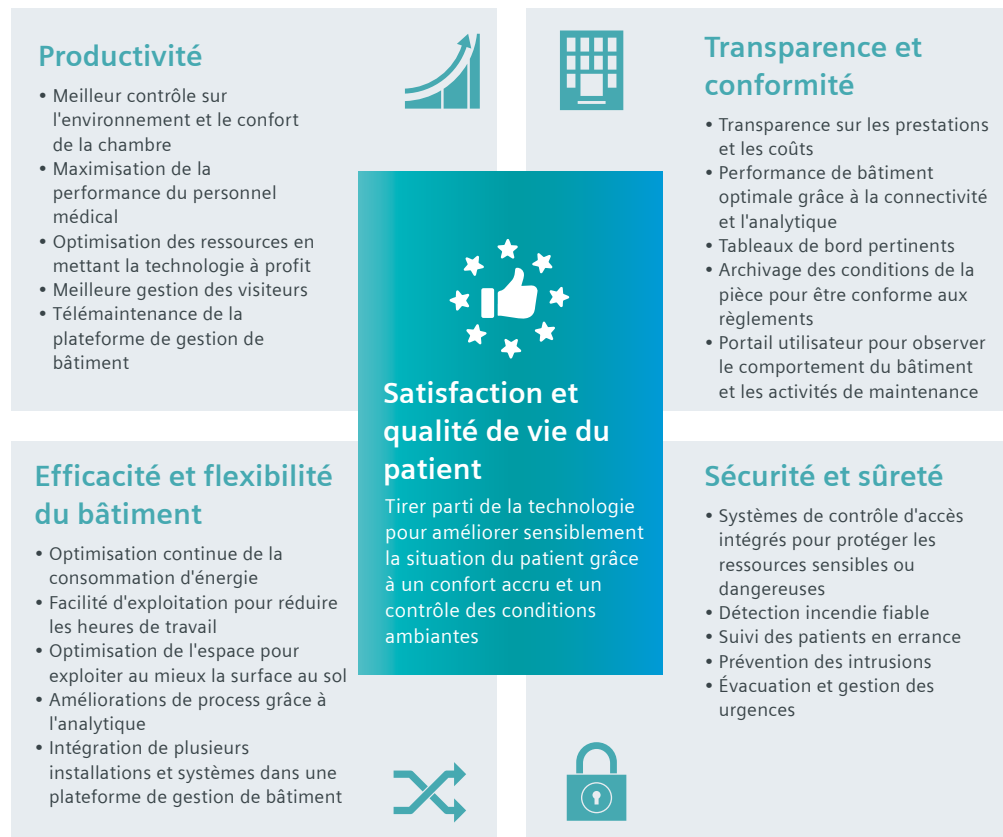 Productivité
• Meilleur contrôle sur
l'environnement et le confort
de la chambre
• Maximisation de la
performance du personnel
médical
• Optimisation des ressources en
mettant la technologie à profit
• Meilleure gestion des visiteurs
• Télémaintenance de la
plateforme de gestion de
bâtiment
Transparence et
conformité
• Transparence sur les prestations
et les coûts
• Performance de bâtiment
optimale grâce à la connectivité
et l'analytique
• Tableaux de bord pertinents
• Archivage des conditions de la
pièce pour être conforme aux
règlements
• Portail utilisateur pour observer
le comportement du bâtiment
et les activités de maintenance
Satisfaction et
qualité de vie du
patient
Tirer parti de la technologie
pour améliorer sensiblement
la situation du patient grâce
à un confort accru et un
contrôle des conditions
ambiantes
Efficacité et flexibilité
du bâtiment
• Optimisation continue de la
consommation d'énergie
• Facilité d'exploitation pour réduire
les heures de travail
• Optimisation de l'espace pour
exploiter au mieux la surface au sol
• Améliorations de process grâce à
l'analytique
• Intégration de plusieurs
installations et systèmes dans une
plateforme de gestion de bâtiment
Sécurité et sûreté
• Systèmes de contrôle d'accès
intégrés pour protéger les
ressources sensibles ou
dangereuses
• Détection incendie fiable
• Suivi des patients en errance
• Prévention des intrusions
• Évacuation et gestion des
urgences